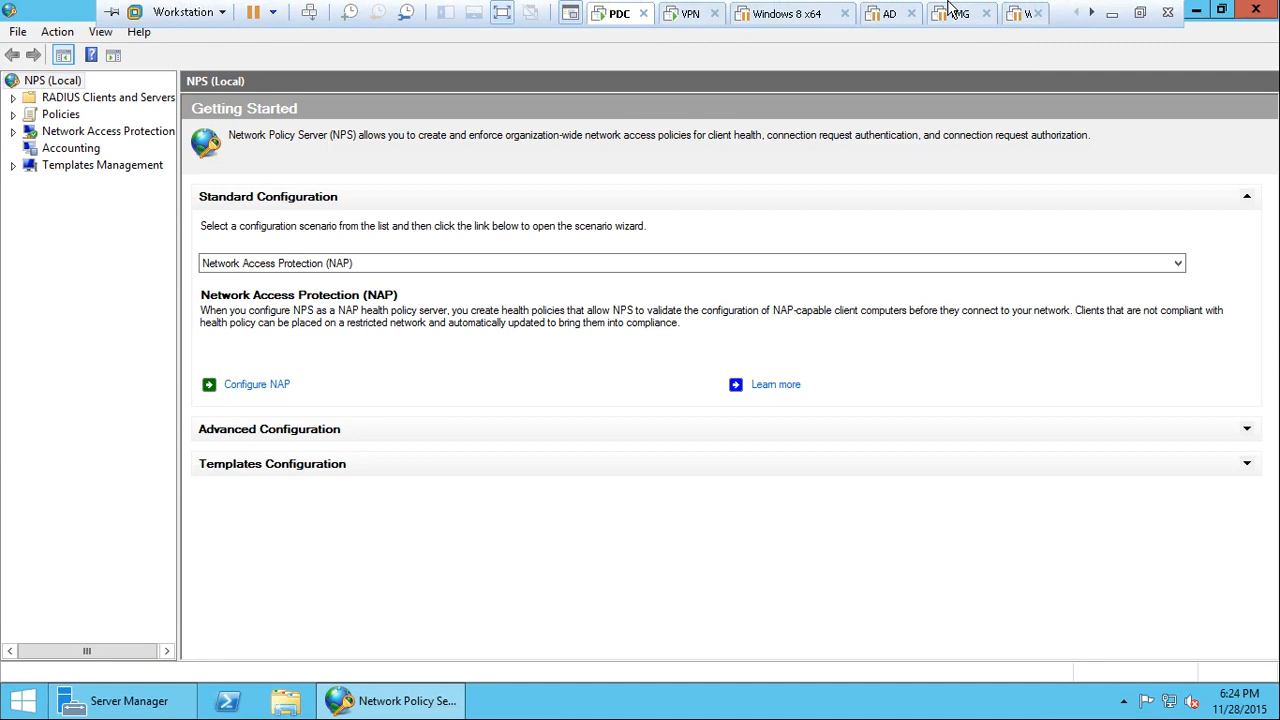 Workstation
PDC
VPN
Windows 8 x64
AD
File
Action
View
Help
NPS (Local)
RADIUS Clients and Servers
Policies
Network Access Protection
Accounting
Templates Management
NPS (Local)
Getting Started
Network Policy Server (NPS) allows you to create and enforce organization-wide network access policies for client health, connection request authentication, and connection request authorization.
Standard Configuration
Select a configuration scenario from the list and then click the link below to open the scenario wizard.
Network Access Protection (NAP)
Network Access Protection (NAP)
When you configure NPS as a NAP health policy server, you create health policies that allow NPS to validate the configuration of NAP-capable client computers before they connect to your network. Clients that are not compliant with
health policy can be placed on a restricted network and automatically updated to bring them into compliance.
Configure NAP
Learn more
Advanced Configuration
Templates Configuration
Server Manager
Network Policy Se...
6:24 PM
11/28/2015